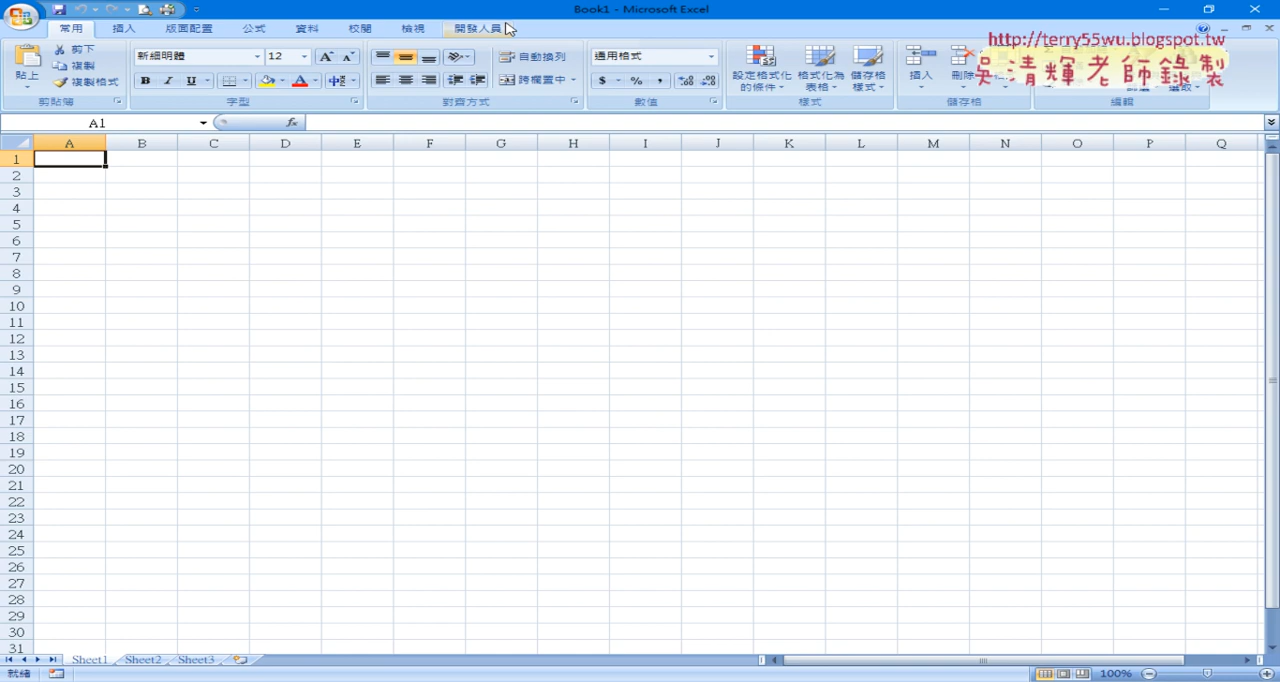 Book1 - Microsoft Excel
常用 插入 版面配置 公式 資料 校閱 檢視 開發人員
http://terry55wu.blogspot.tw
吳清輝老師錄製
貼上 剪下 複製 複製格式
新細明體 12
B I U
自動換列
跨欄置中
通用格式
$ % ,
設定格式化的條件 格式化為表格 儲存格樣式
插入 刪除
剪貼簿 字型 對齊方式 數值 樣式 儲存格 編輯
A1 fx
A B C D E F G H I J K L M N O P Q
1
2
3
4
5
6
7
8
9
10
11
12
13
14
15
16
17
18
19
20
21
22
23
24
25
26
27
28
29
30
31
Sheet1 Sheet2 Sheet3
就緒 100%